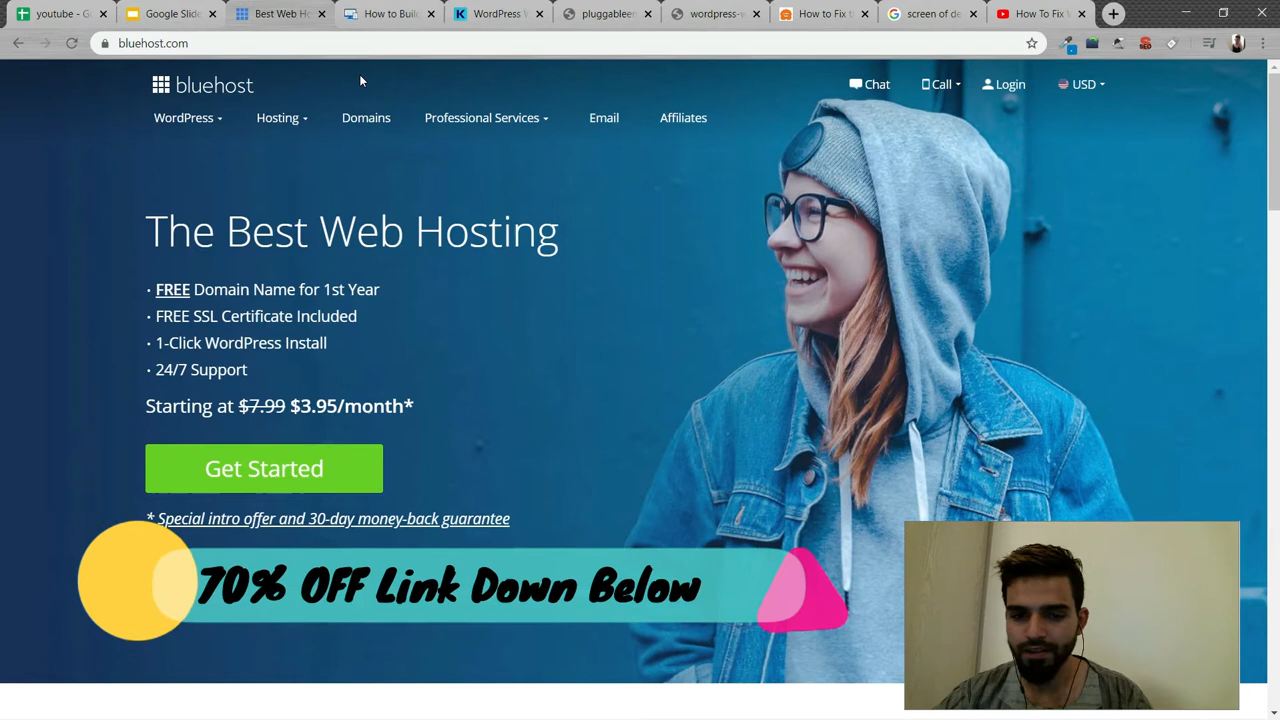 youtube - G
Google Slide
Best Web H
How to Buil
WordPress
pluggableen
wordpress-
How to Fix t
screen of de
How To Fix
bluehost.com
bluehost
Chat
Call
Login
USD
WordPress
Hosting
Domains
Professional Services
Email
Affiliates
The Best Web Hosting
· FREE Domain Name for 1st Year
· FREE SSL Certificate Included
· 1-Click WordPress Install
· 24/7 Support
Starting at $7.99 $3.95/month*
Get Started
* Special intro offer and 30-day money-back guarantee
70% OFF Link Down Below